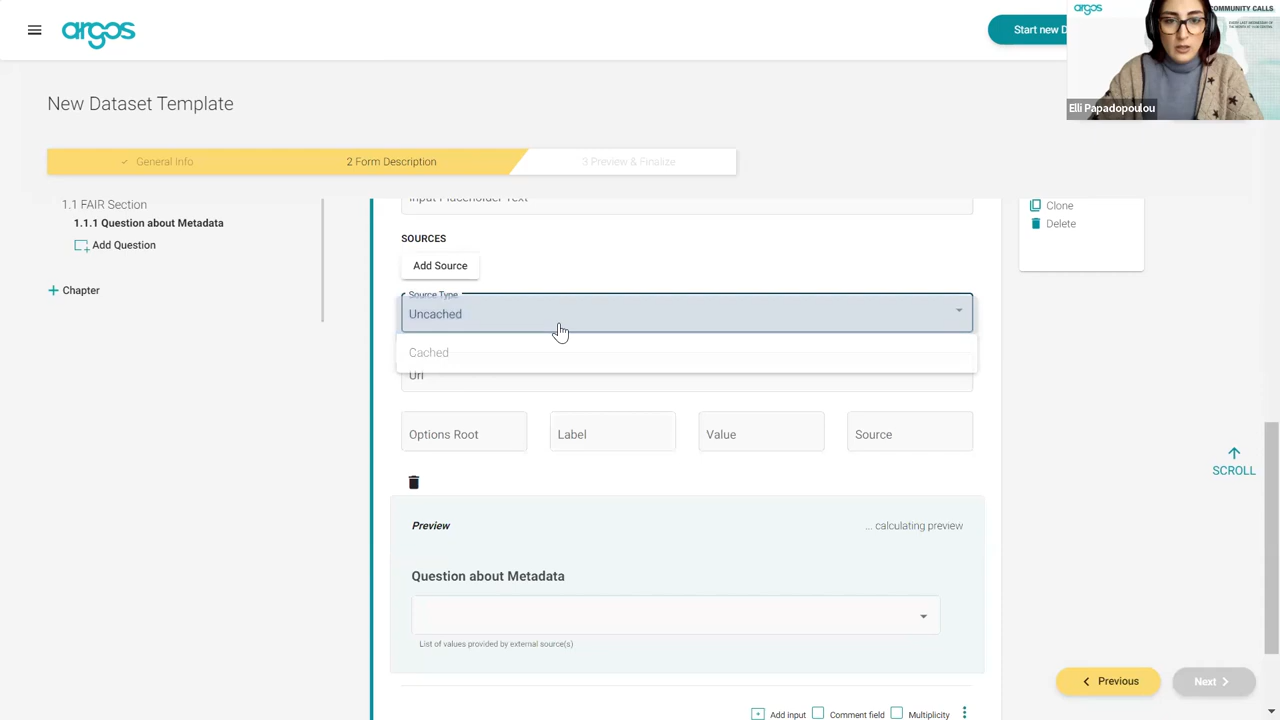 argos
Start new D
argos
COMMUNITY CALLS
Elli Papadopoulou
New Dataset Template
General Info
2 Form Description
3 Preview & Finalize
1.1 FAIR Section
1.1.1 Question about Metadata
Add Question
Chapter
Input Placeholder Text
SOURCES
Add Source
Source Type
Uncached
Cached
Url
Options Root
Label
Value
Source
Preview
... calculating preview
Question about Metadata
List of values provided by external source(s)
Add input
Comment field
Multiplicity
Clone
Delete
SCROLL
Previous
Next